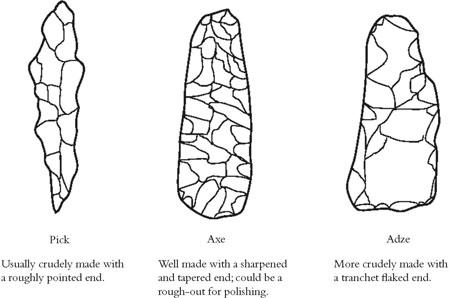 Pick
Usually crudely made with
a roughly pointed end.
Axe
Well made with a sharpened
and tapered end; could be a
rough-out for polishing.
Adze
More crudely made with
a tranchet flaked end.